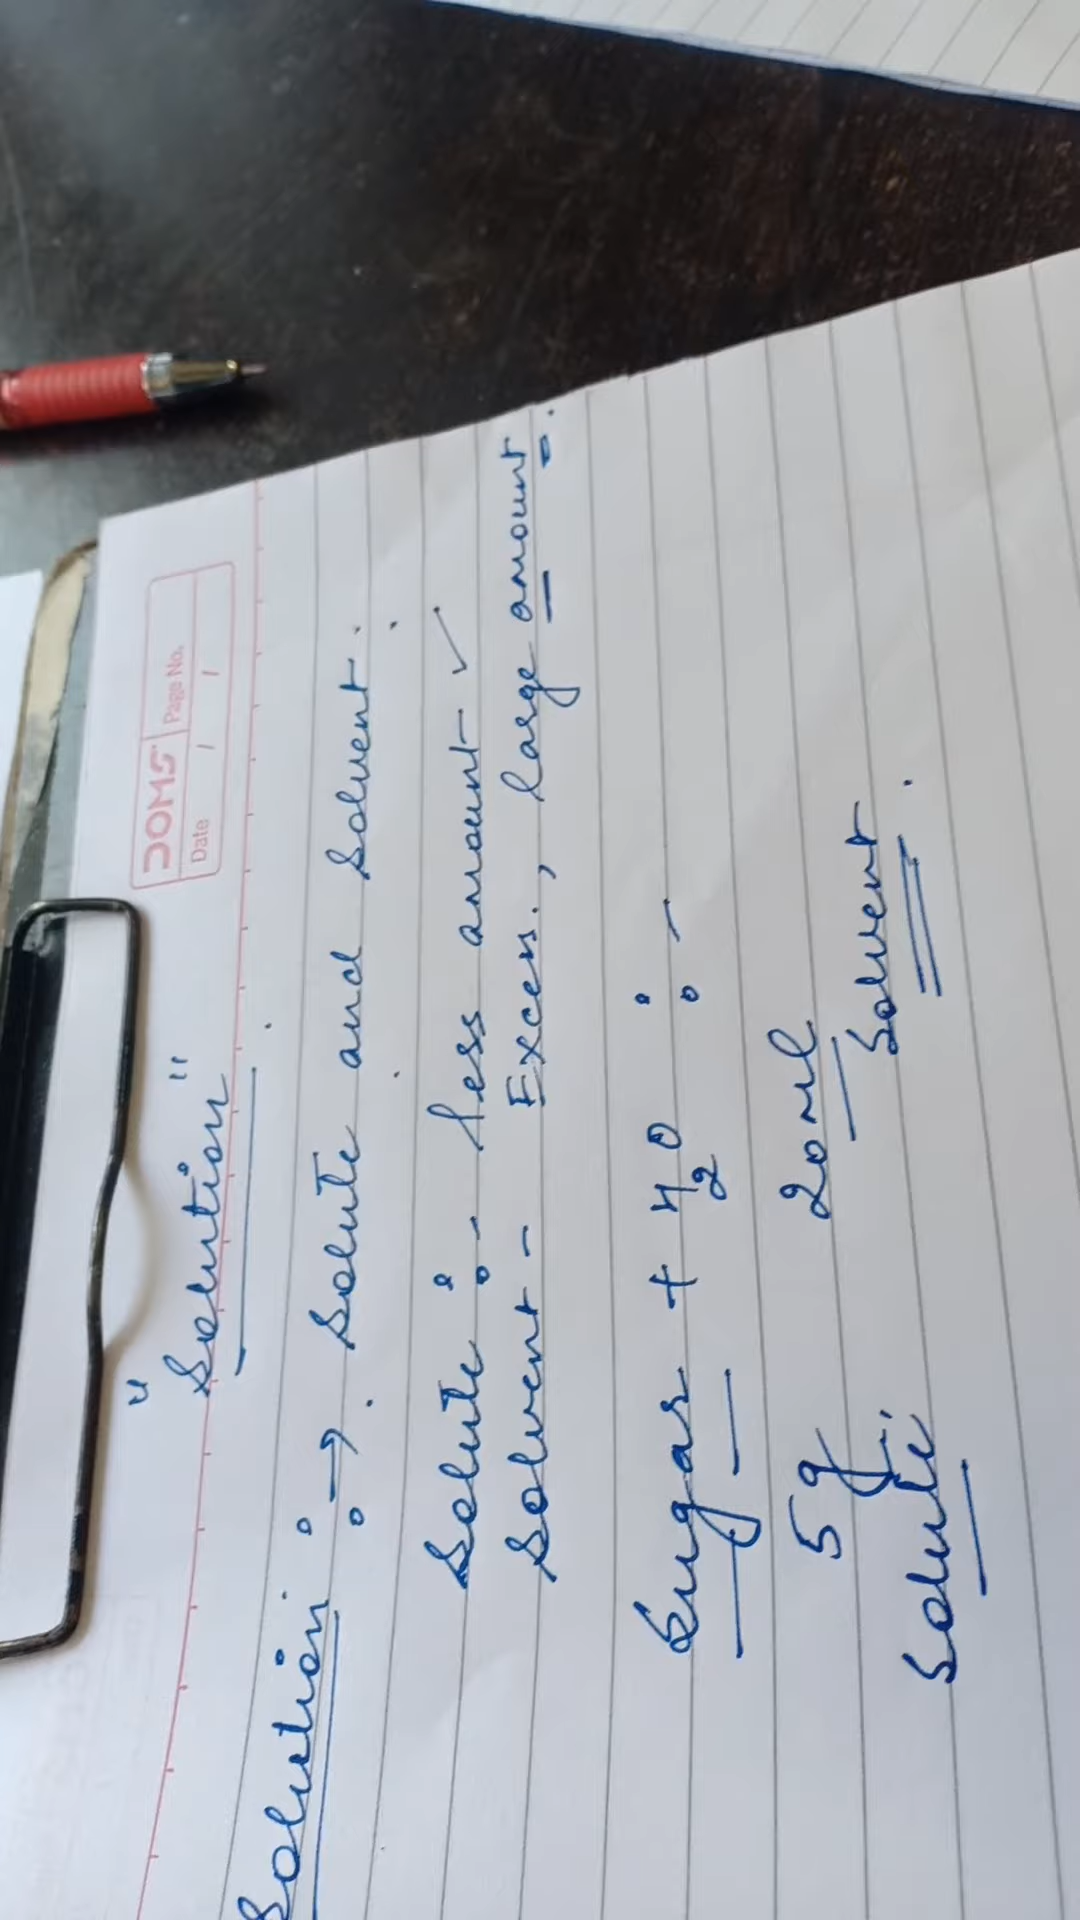 DOMS Page No.
Date / /
"Solution"
Solution :→ Solute and Solvent.
Solute :- less amount ✓
Solvent - Excess., large amount.
Sugar + H2O :-
5g 20ml
Solute Solvent.